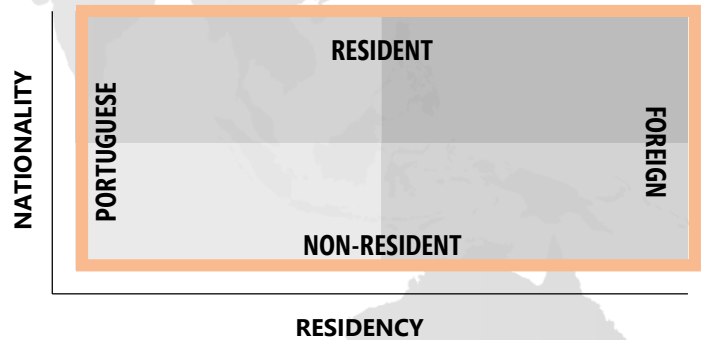 RESIDENT
NATIONALITY
PORTUGUESE
FOREIGN
NON-RESIDENT
RESIDENCY